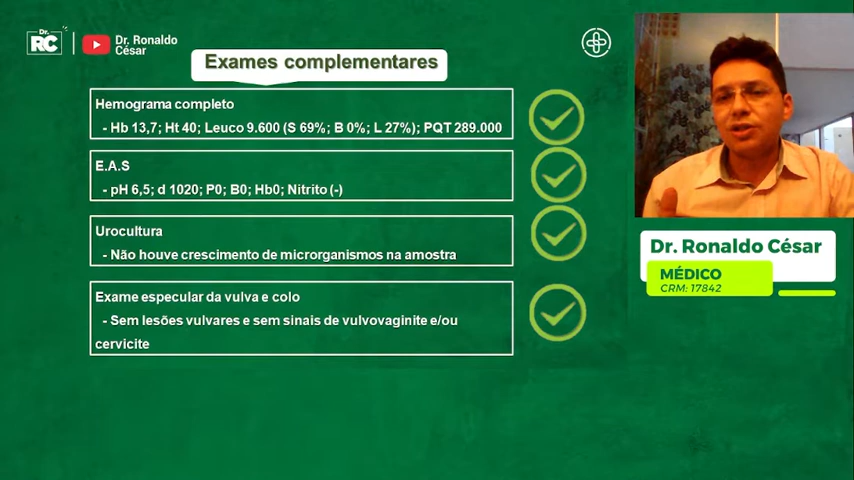 Dr.
RC
Dr. Ronaldo
César
Exames complementares
Hemograma completo
- Hb 13,7; Ht 40; Leuco 9.600 (S 69%; B 0%; L 27%); PQT 289.000
E.A.S
- pH 6,5; d 1020; P0; B0; Hb0; Nitrito (-)
Urocultura
- Não houve crescimento de microrganismos na amostra
Exame especular da vulva e colo
- Sem lesões vulvares e sem sinais de vulvovaginite e/ou
cervicite
Dr. Ronaldo César
MÉDICO
CRM: 17842